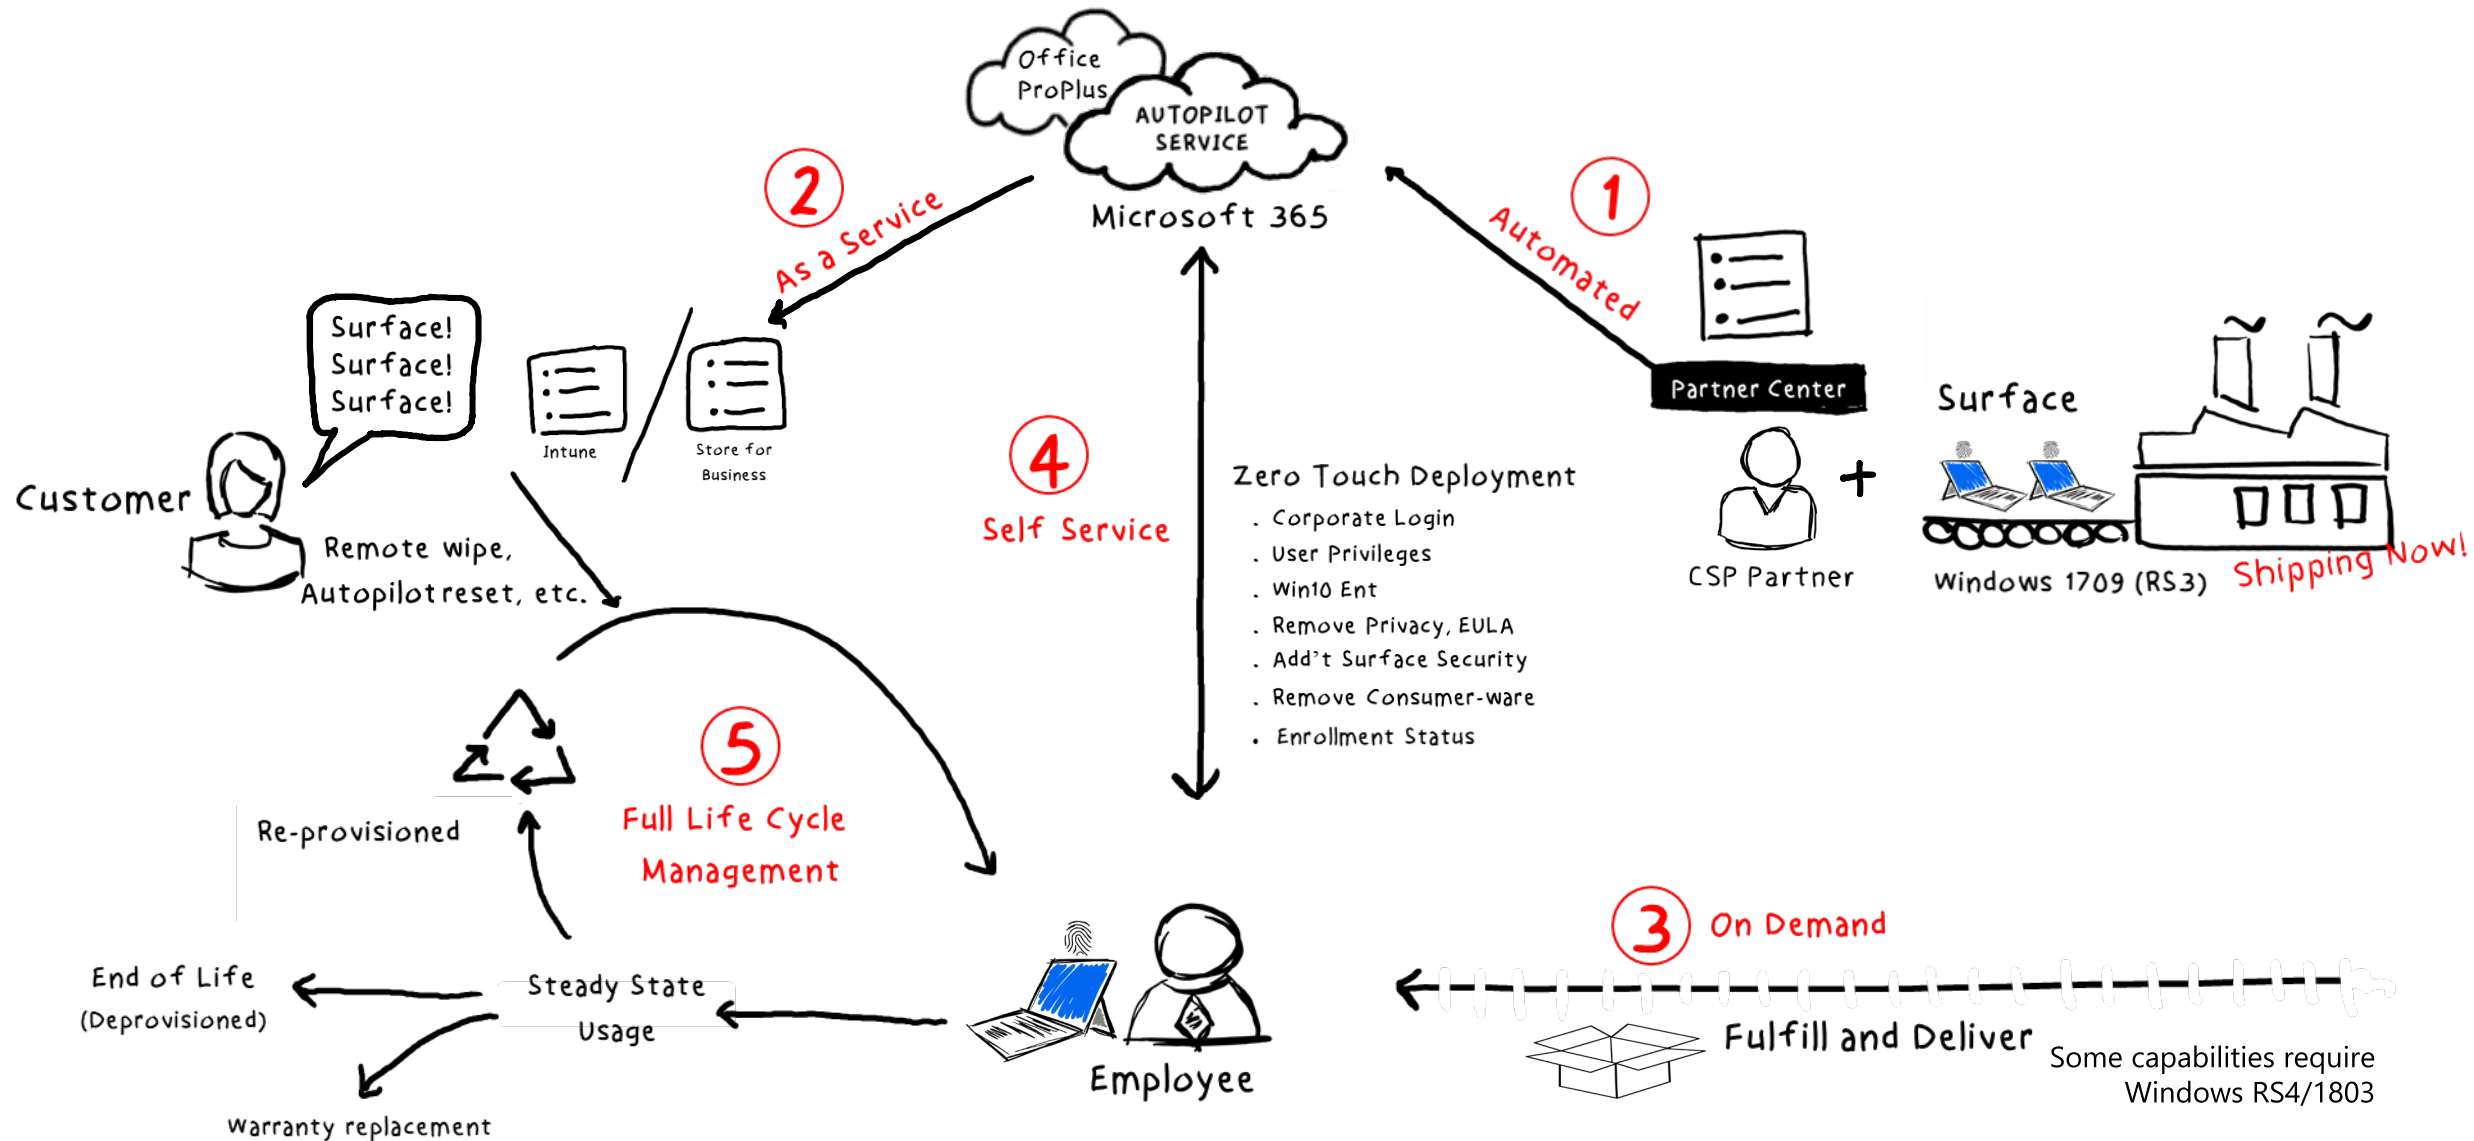 Office
ProPlus
AUTOPILOT
SERVICE
Microsoft 365
2
As a Service
1
Automated
Surface!
Surface!
Surface!
Intune
Store for
Business
Partner Center
Surface
Customer
Remote wipe,
Autopilot reset, etc.
4
Self Service
Zero Touch Deployment
. Corporate Login
. User Privileges
. Win10 Ent
. Remove Privacy, EULA
. Add't Surface Security
. Remove Consumer-ware
. Enrollment Status
+
CSP Partner
Windows 1709 (RS3)
Shipping Now!
5
Full Life Cycle
Management
Re-provisioned
3
On Demand
End of Life
(Deprovisioned)
Steady State
Usage
Employee
Fulfill and Deliver
Some capabilities require
Windows RS4/1803
Warranty replacement